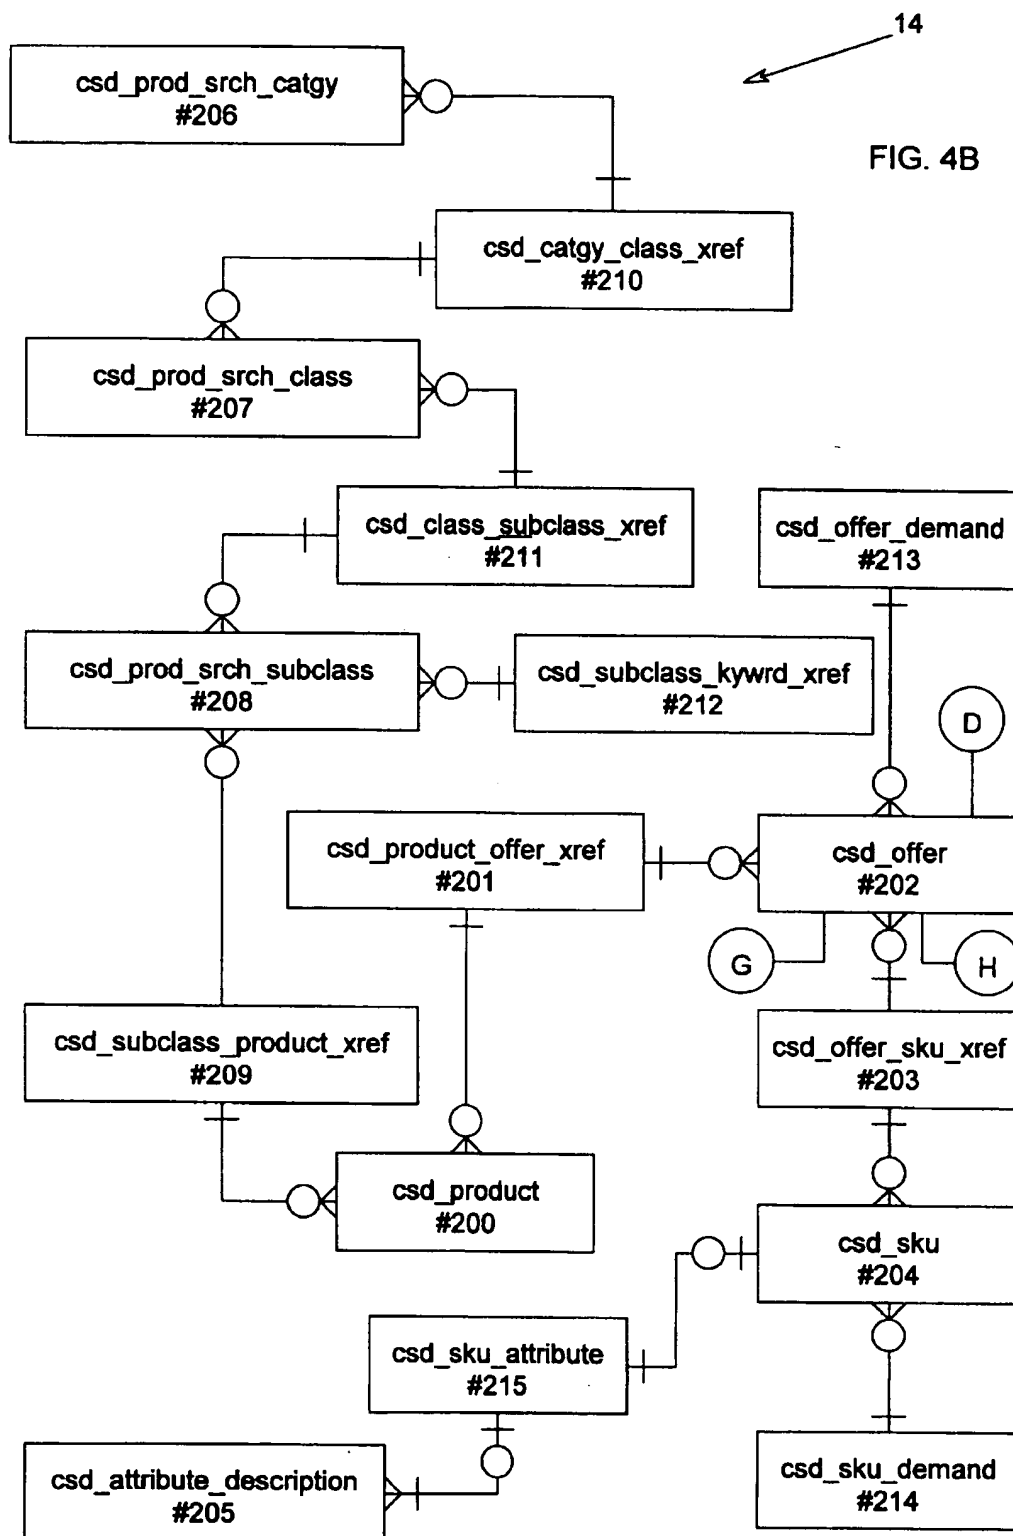 14
csd_prod_srch_catgy
#206
FIG. 4B
csd_catgy_class_xref
#210
csd_prod_srch_class
#207
csd_class_subclass_xref
#211
csd_offer_demand
#213
csd_prod_srch_subclass
#208
csd_subclass_kywrd_xref
#212
D
csd_product_offer_xref
#201
csd_offer
#202
G
H
csd_subclass_product_xref
#209
csd_offer_sku_xref
#203
csd_product
#200
csd_sku
#204
csd_sku_attribute
#215
csd_attribute_description
#205
csd_sku_demand
#214